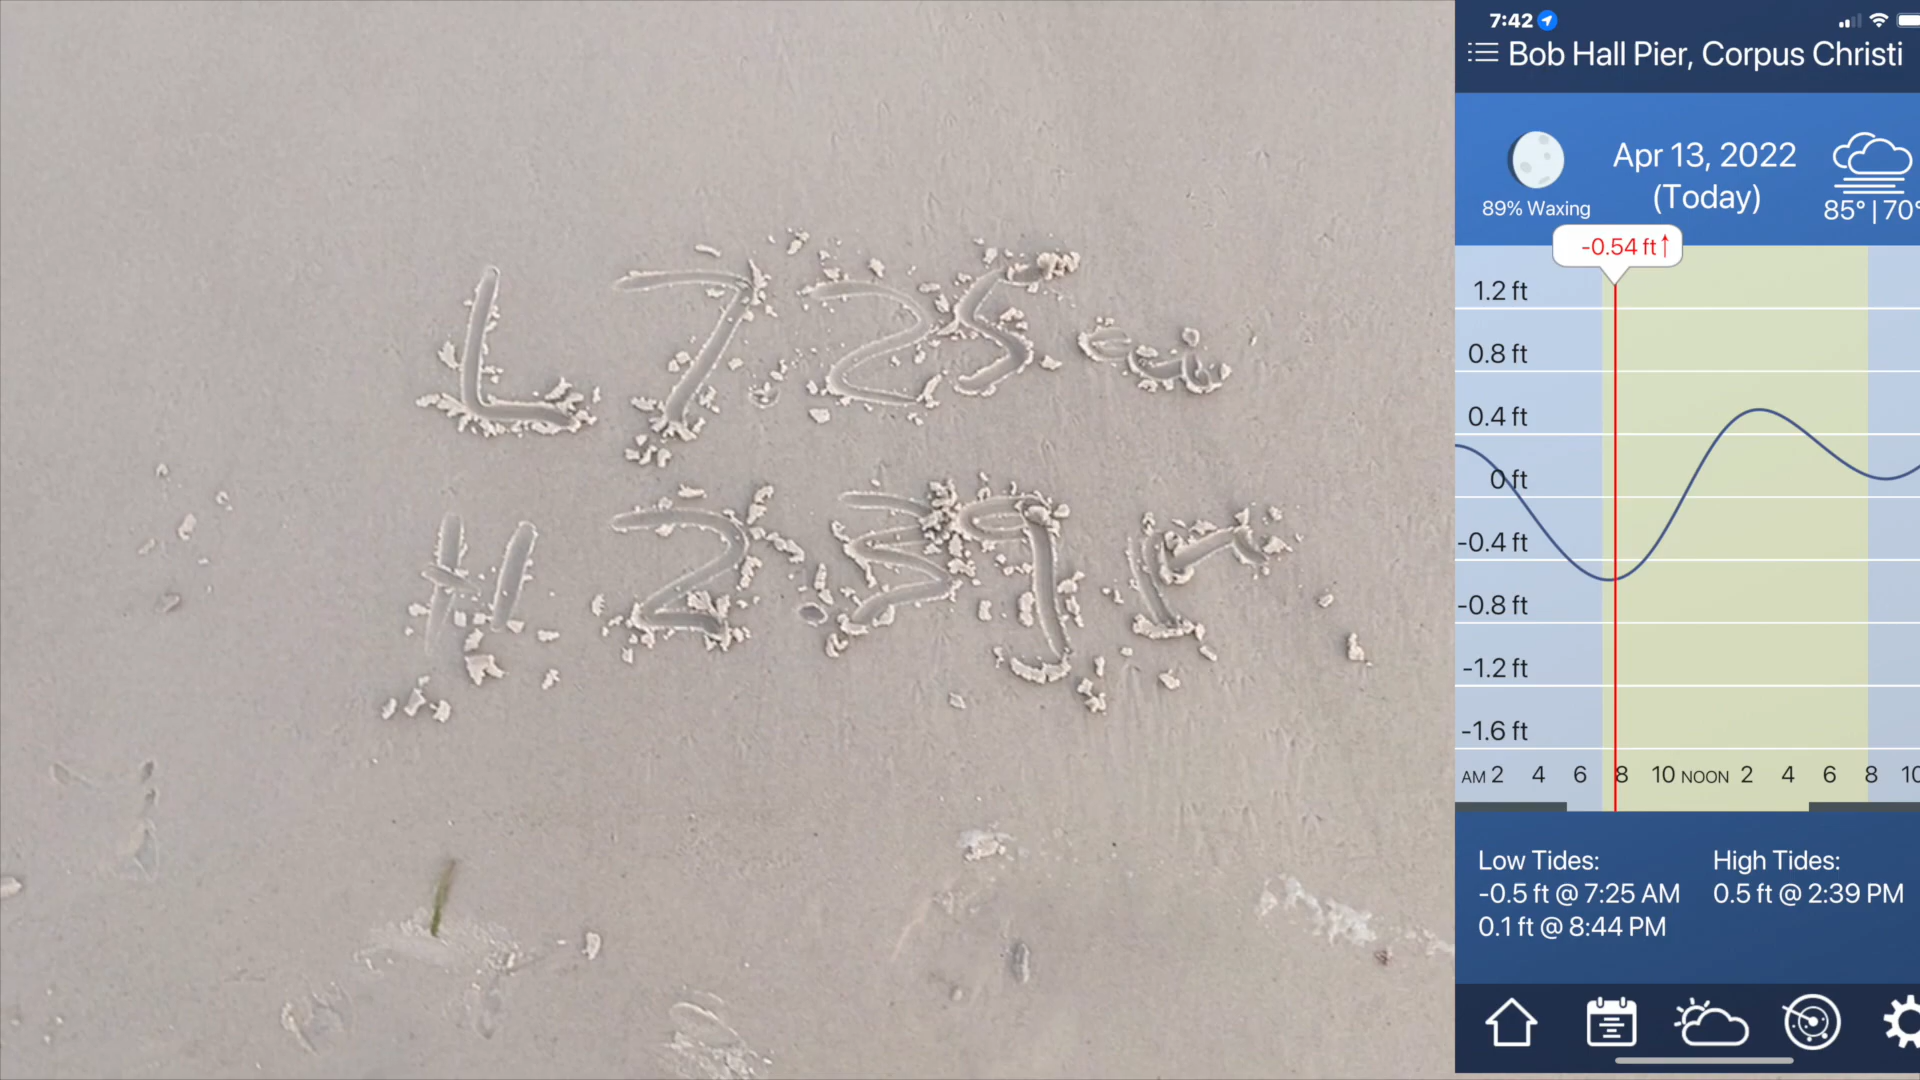 L 7:25 am
H 2:39 P
7:42
Bob Hall Pier, Corpus Christi
89% Waxing
Apr 13, 2022
(Today)
85° | 70°
-0.54 ft↑
1.2 ft
0.8 ft
0.4 ft
0 ft
-0.4 ft
-0.8 ft
-1.2 ft
-1.6 ft
AM 2 4 6 8 10 NOON 2 4 6 8 10
Low Tides:
-0.5 ft @ 7:25 AM
0.1 ft @ 8:44 PM
High Tides:
0.5 ft @ 2:39 PM